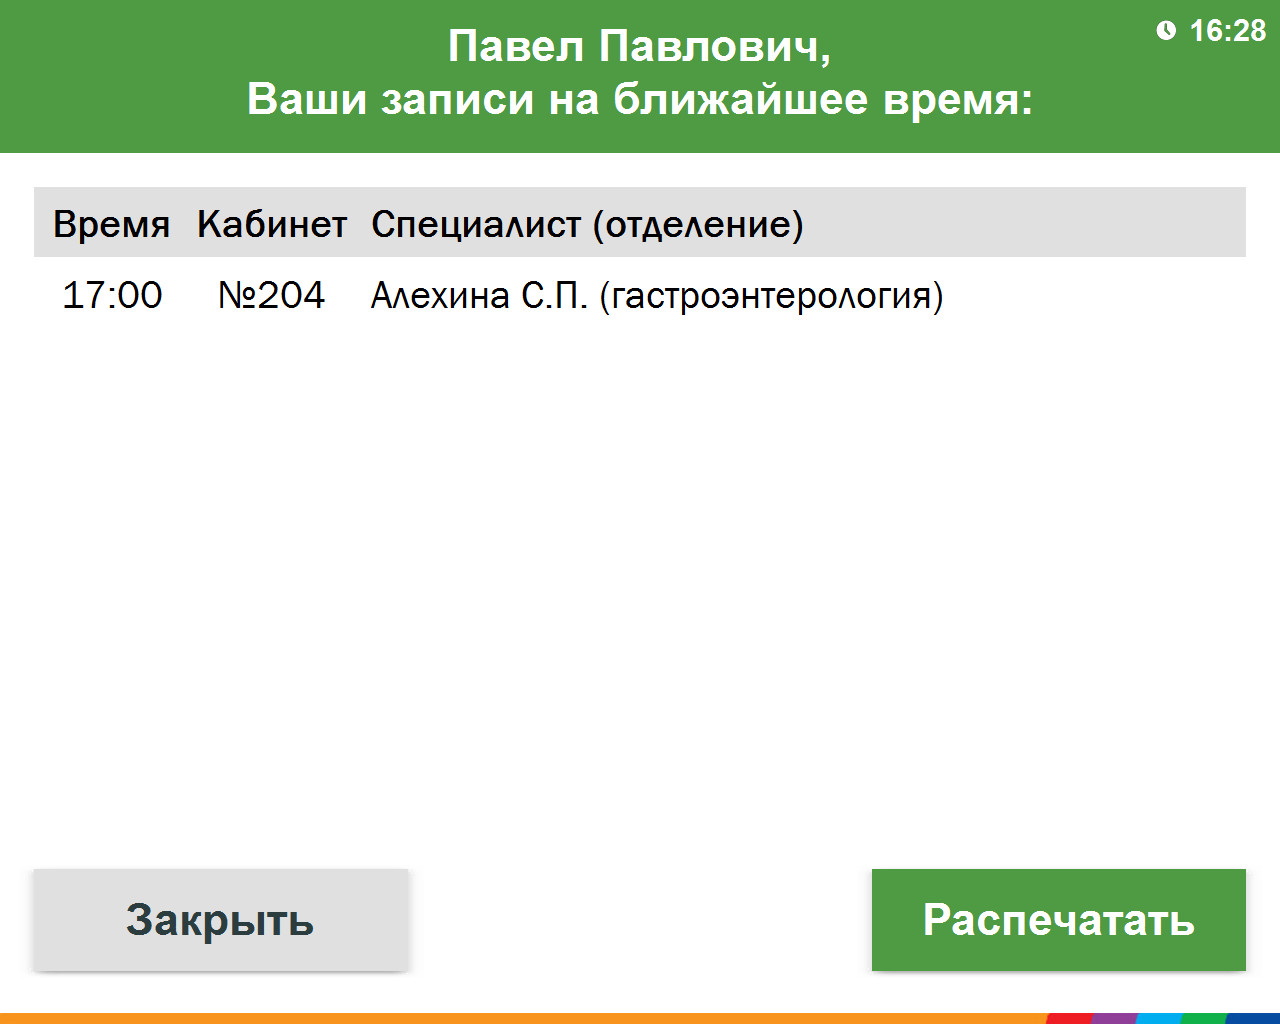 16:28
Павел Павлович,
Ваши записи на ближайшее время:
Время Кабинет Специалист (отделение)
17:00 №204 Алехина С.П. (гастроэнтерология)
Закрыть Распечатать